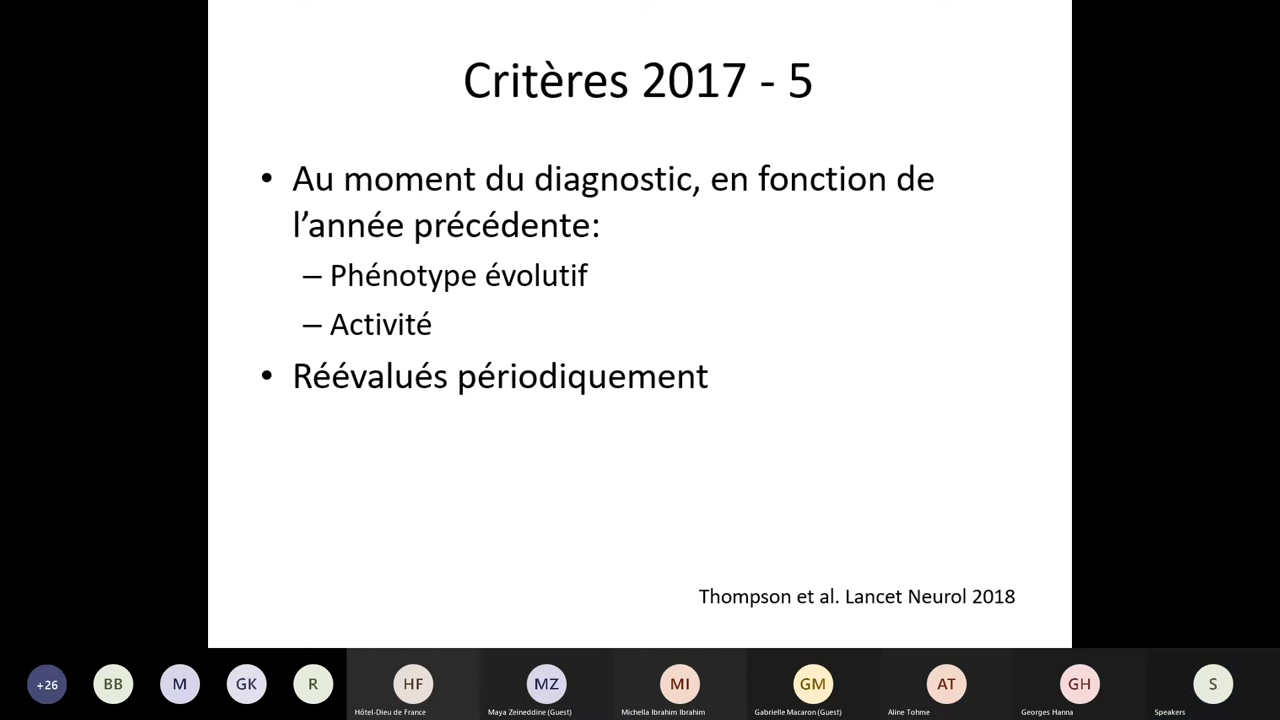 Critères 2017 - 5
• Au moment du diagnostic, en fonction de
l’année précédente:
– Phénotype évolutif
– Activité
• Réévalués périodiquement
Thompson et al. Lancet Neurol 2018
+26 BB M GK R HF MZ MI GM AT GH S
Hôtel-Dieu de France Maya Zeineddine (Guest) Michella Ibrahim Ibrahim Gabrielle Macaron (Guest) Aline Tohme Georges Hanna Speakers